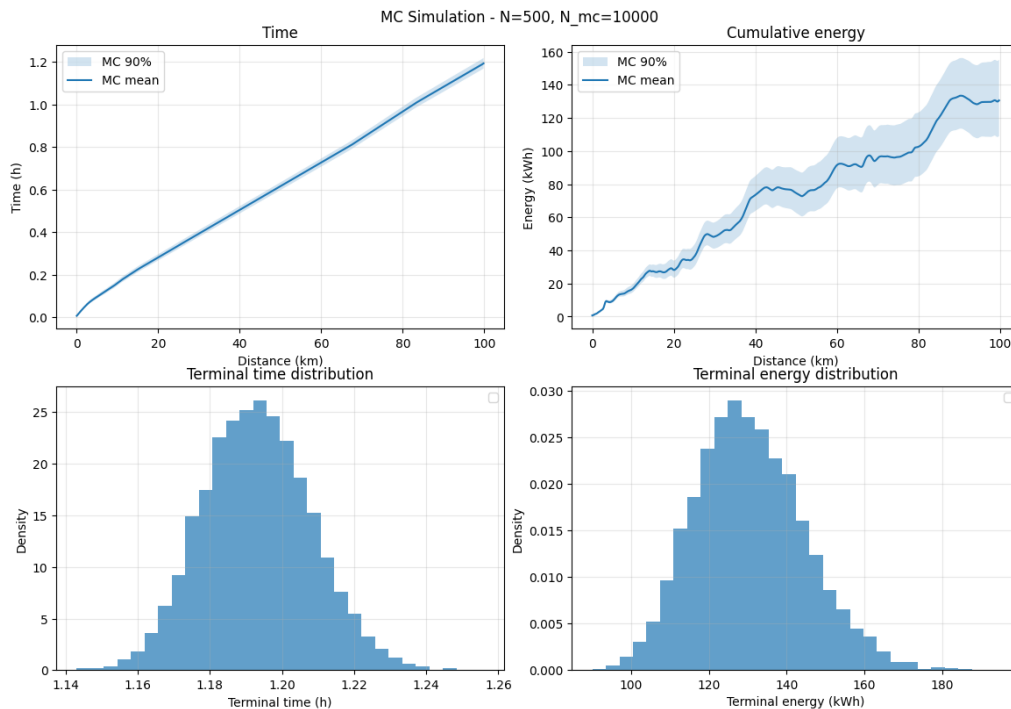 MC Simulation - N=500, N_mc=10000
Time
MC 90%
MC mean
Time (h)
1.2
1.0
0.8
0.6
0.4
0.2
0.0
0 20 40 60 80 100
Distance (km)
Cumulative energy
MC 90%
MC mean
Energy (kWh)
160
140
120
100
80
60
40
20
0
0 20 40 60 80 100
Distance (km)
Terminal time distribution
Density
25
20
15
10
5
0
1.14 1.16 1.18 1.20 1.22 1.24 1.26
Terminal time (h)
Terminal energy distribution
Density
0.030
0.025
0.020
0.015
0.010
0.005
0.000
100 120 140 160 180
Terminal energy (kWh)